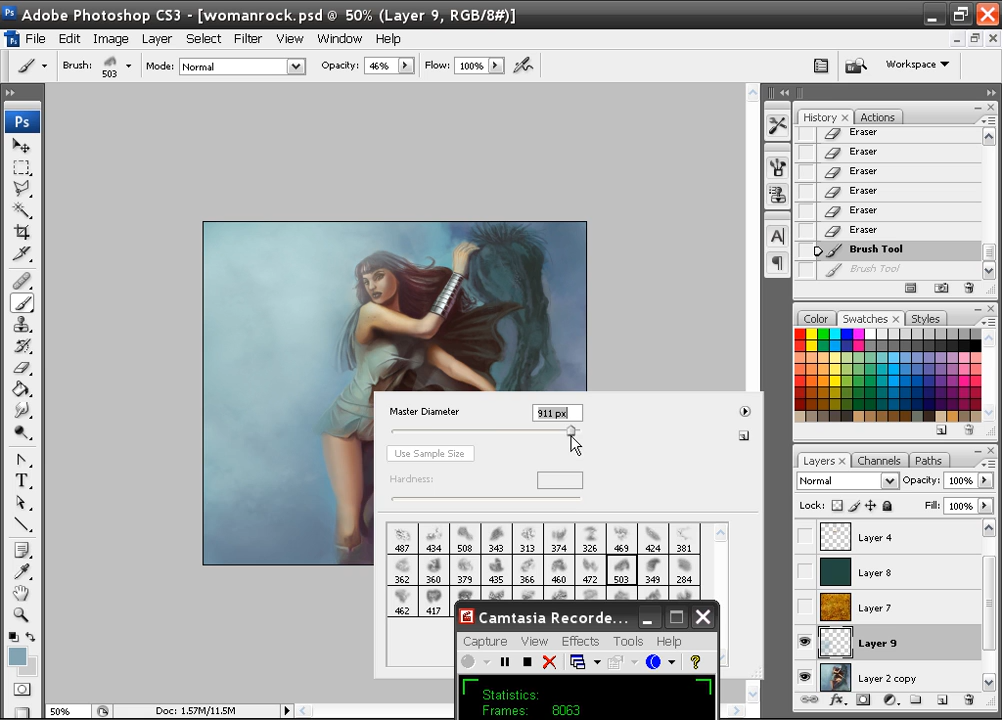 Adobe Photoshop CS3 - [womanrock.psd @ 50% (Layer 9, RGB/8#)]
File Edit Image Layer Select Filter View Window Help
Brush: 503 Mode: Normal Opacity: 46% Flow: 100% Workspace
Ps
History Actions
Eraser
Eraser
Eraser
Eraser
Eraser
Eraser
Brush Tool
Brush Tool
Color Swatches Styles
Master Diameter 911 px
Use Sample Size
Hardness:
487 434 508 343 313 374 326 469 424 381
362 360 379 435 366 460 472 503 349 284
462 417
Layers Channels Paths
Normal Opacity: 100%
Lock: Fill: 100%
Layer 4
Layer 8
Layer 7
Layer 9
Layer 2 copy
Camtasia Recorde...
Capture View Effects Tools Help
Statistics:
Frames: 8063
50% Doc: 1.57M/11.5M